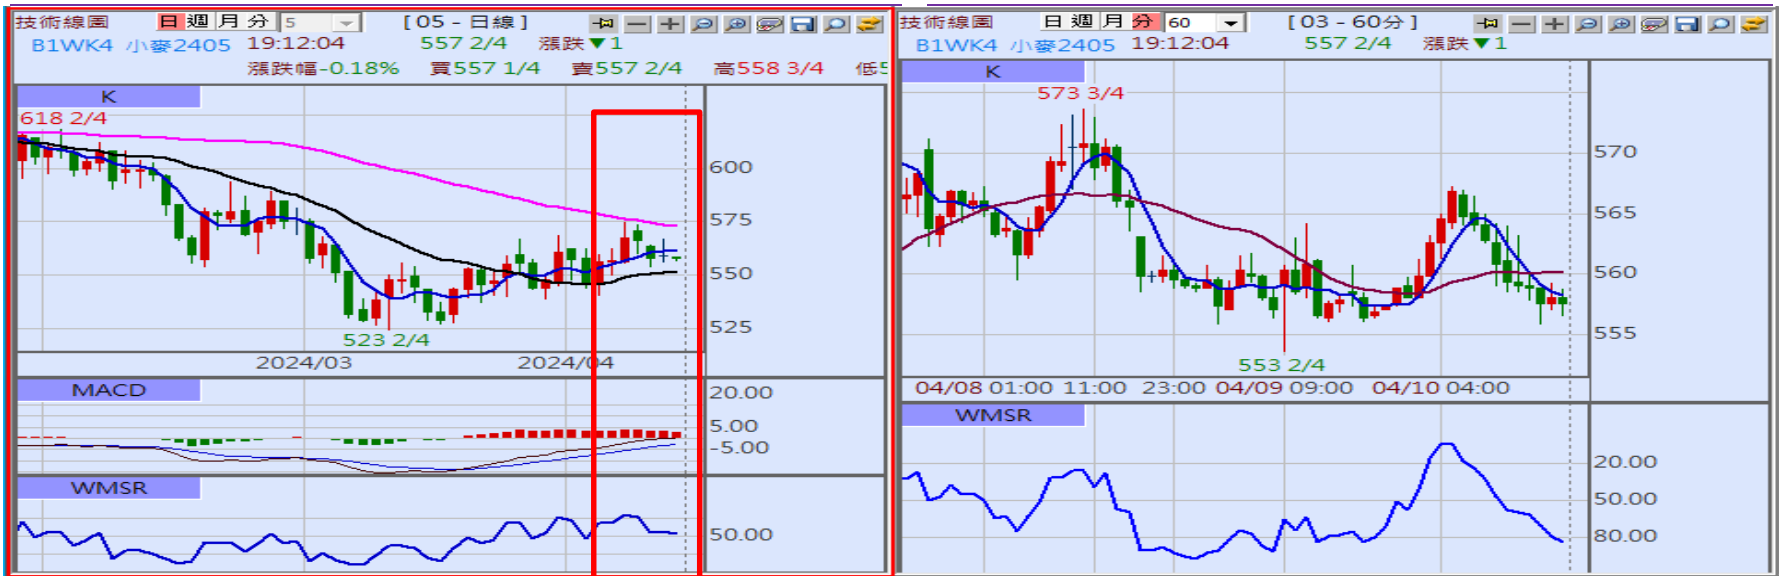 技術線圖 日 週 月 分 5 [ 05 - 日線 ]
B1WK4 小麥2405 19:12:04 557 2/4 漲跌▼1
漲跌幅-0.18% 買557 1/4 賣557 2/4 高558 3/4 低5
K
618 2/4
600
575
550
525
523 2/4
2024/03 2024/04
MACD
20.00
5.00
-5.00
WMSR
50.00
技術線圖 日 週 月 分 60 [ 03 - 60分 ]
B1WK4 小麥2405 19:12:04 557 2/4 漲跌▼1
K
573 3/4
570
565
560
555
553 2/4
04/08 01:00 11:00 23:00 04/09 09:00 04/10 04:00
WMSR
20.00
50.00
80.00